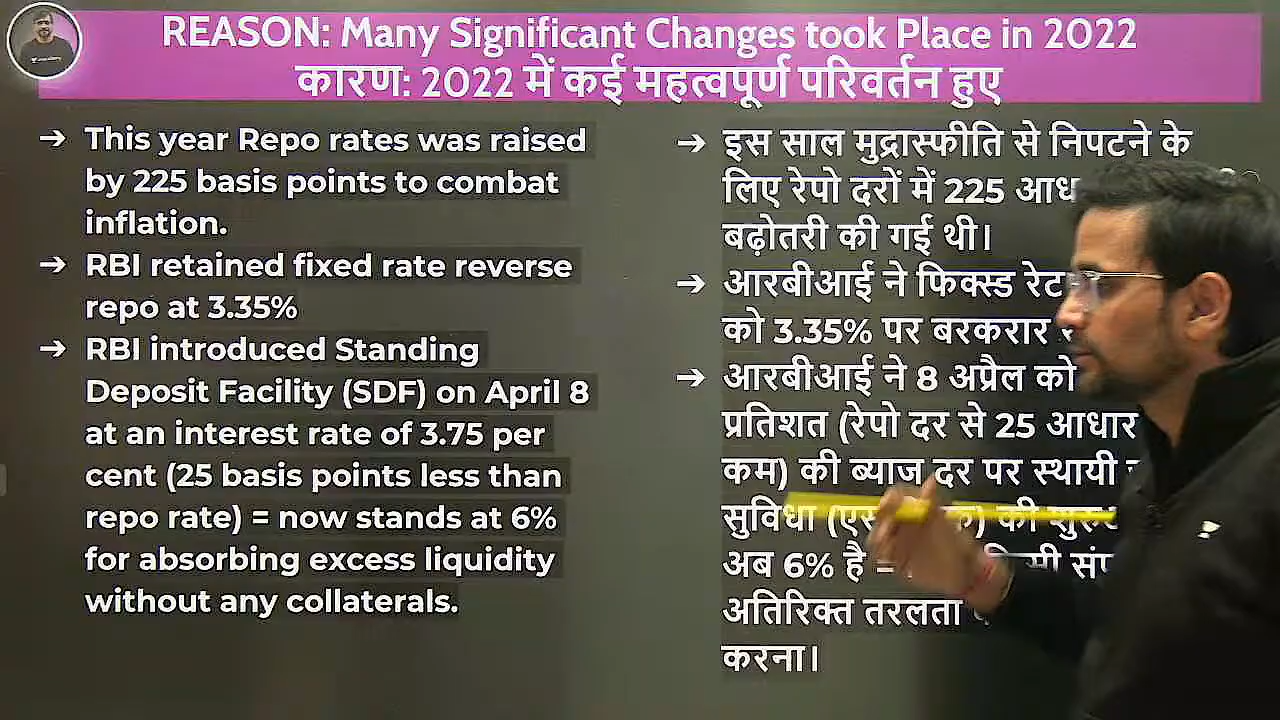 REASON: Many Significant Changes took Place in 2022
कारण: 2022 में कई महत्वपूर्ण परिवर्तन हुए
→ This year Repo rates was raised
by 225 basis points to combat
inflation.
→ RBI retained fixed rate reverse
repo at 3.35%
→ RBI introduced Standing
Deposit Facility (SDF) on April 8
at an interest rate of 3.75 per
cent (25 basis points less than
repo rate) = now stands at 6%
for absorbing excess liquidity
without any collaterals.
→ इस साल मुद्रास्फीति से निपटने के
लिए रेपो दरों में 225
बढ़ोतरी की गई थी।
→ आरबीआई ने फिक्स्ड रेट
को 3.35% पर बरकरार
→ आरबीआई ने 8 अप्रैल को
प्रतिशत (रेपो दर से 25 आधार
कम) की ब्याज दर पर स्थायी
सुविधा की
अब 6% है
अतिरिक्त तरलता
करना।